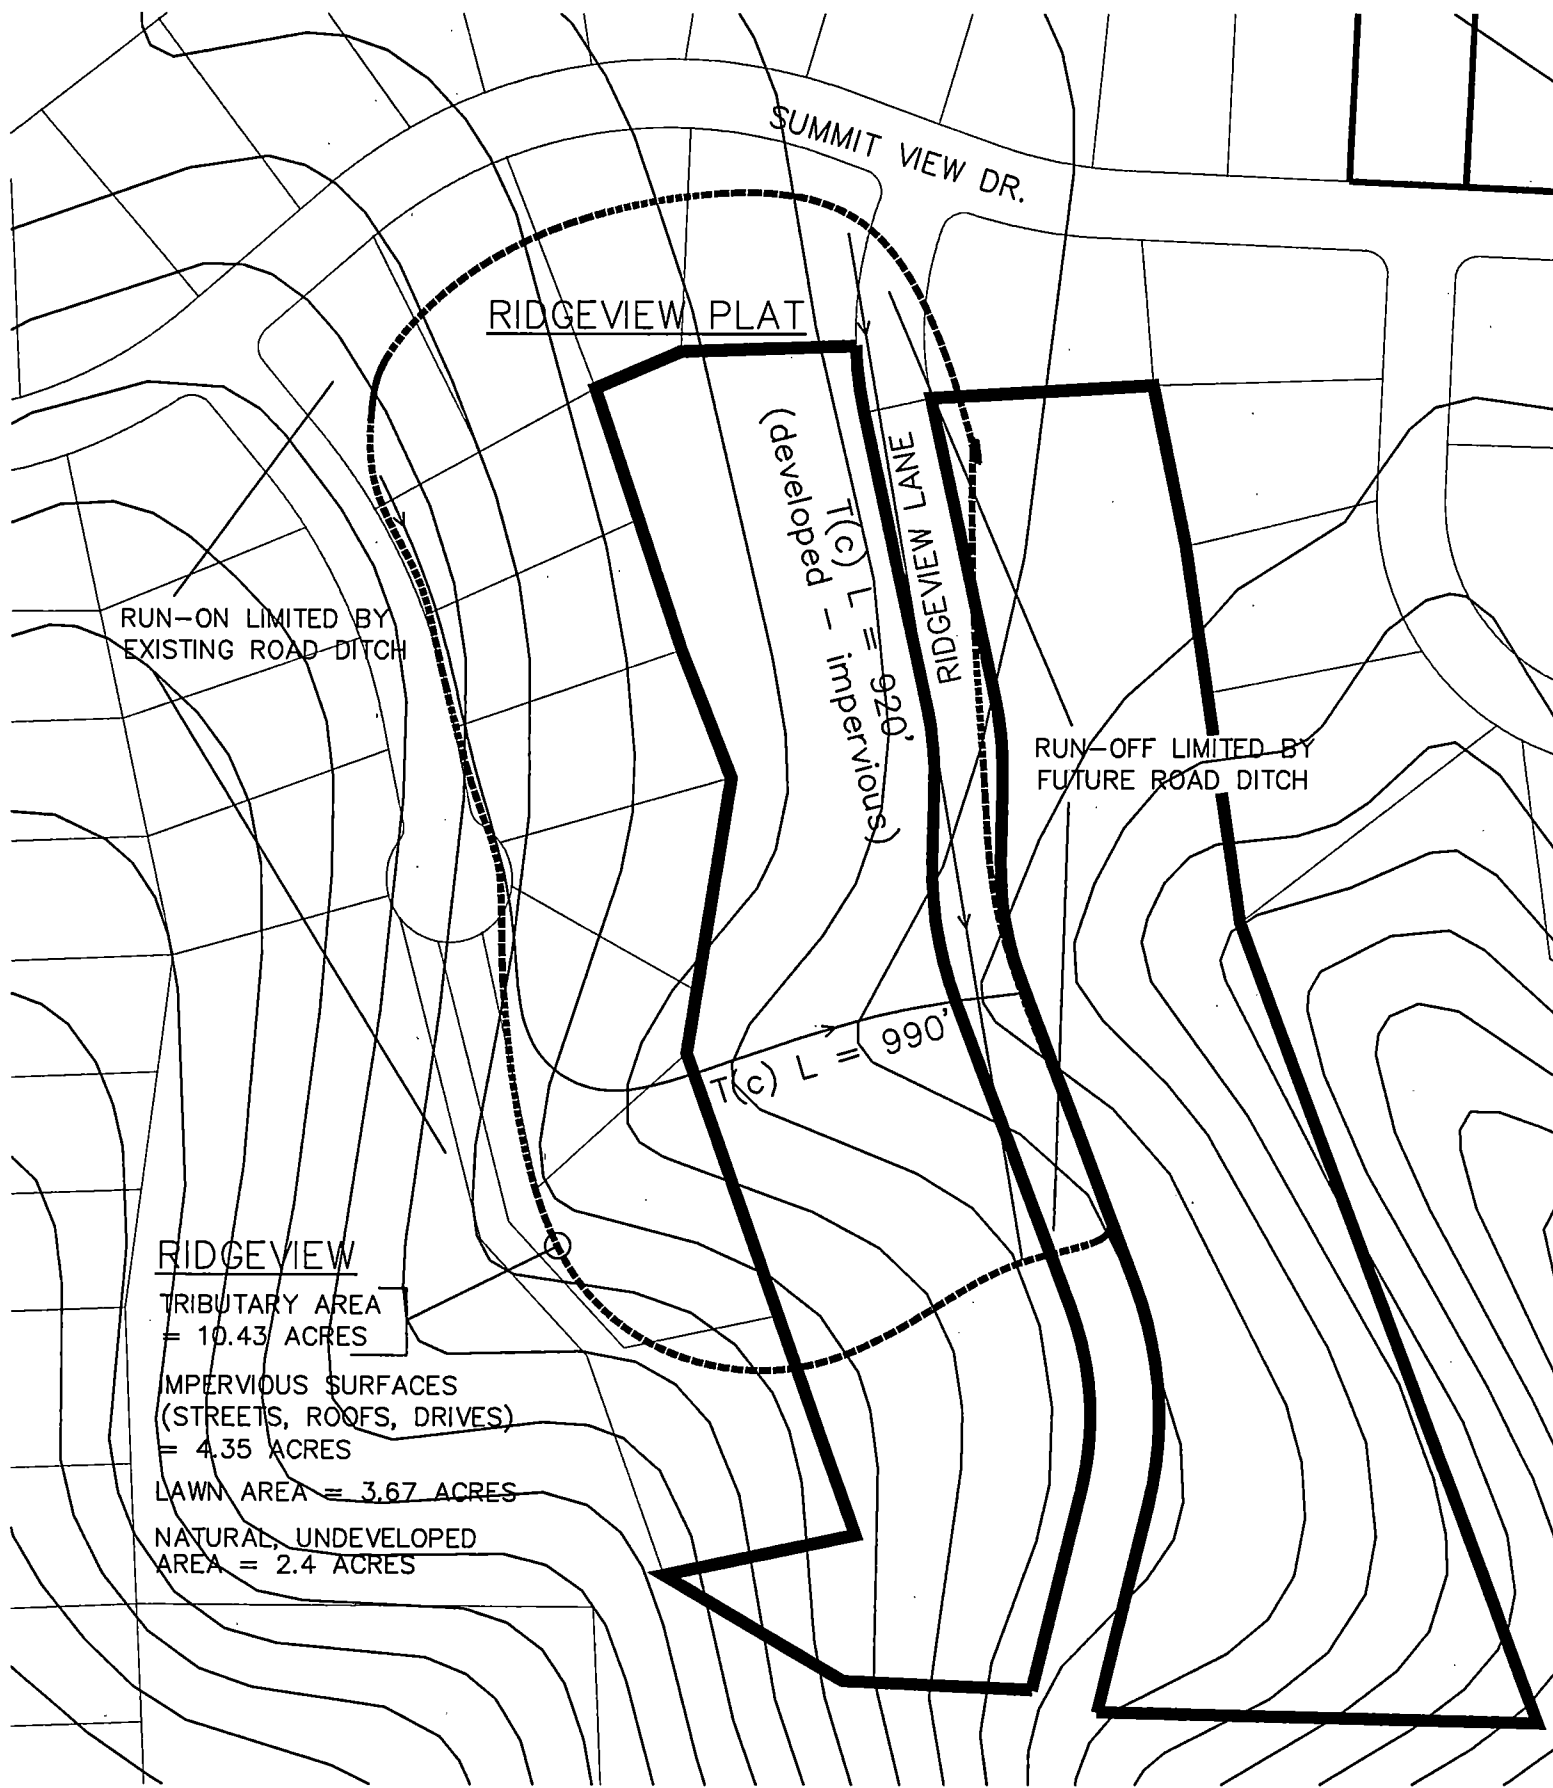 SUMMIT VIEW DR.
RIDGEVIEW PLAT
T(c) L = 920'
(developed – impervious)
RIDGEVIEW LANE
RUN-ON LIMITED BY
EXISTING ROAD DITCH
RUN-OFF LIMITED BY
FUTURE ROAD DITCH
T(c) L = 990'
RIDGEVIEW
TRIBUTARY AREA
= 10.43 ACRES
IMPERVIOUS SURFACES
(STREETS, ROOFS, DRIVES)
= 4.35 ACRES
LAWN AREA = 3.67 ACRES
NATURAL, UNDEVELOPED
AREA = 2.4 ACRES